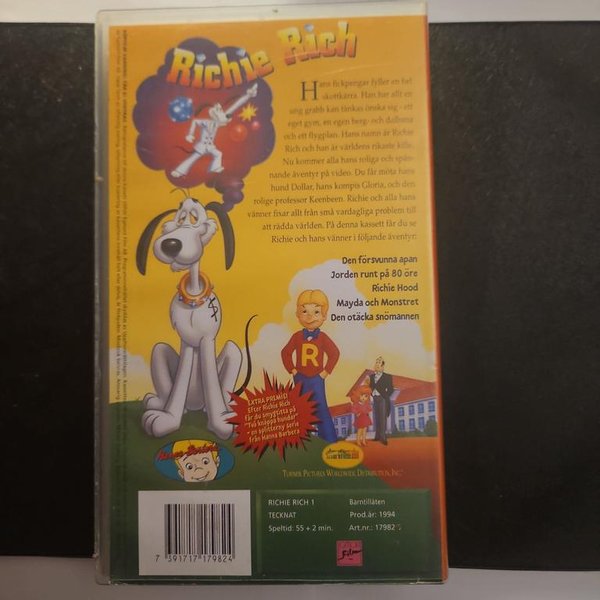 Richie Rich
Hans fickpengar fyller en hel
skottkärra. Han har allt en
ung grabb kan tänkas önska sig - ett
eget gym, en egen berg- och dalbana
och ett flygplan. Hans namn är Richie
Rich och han är världens rikaste kille.
Nu kommer alla hans roliga och spän-
nande äventyr på video. Du får möta hans
hund Dollar, hans kompis Gloria, och den
rolige professor Keenbeen. Richie och alla hans
vänner fixar allt från små vardagliga problem till
att rädda världen. På denna kassett får du se
Richie och hans vänner i följande äventyr:
Den försvunna apan
Jorden runt på 80 öre
Richie Hood
Mayda och Monstret
Den otäcka snömannen
R
EXTRA PREMIS!
Efter Richie Rich
får du smygtitta på
"Två knäppa hundar"
- en splitterny serie
från Hanna Barbera
TURNER PICTURES WORLDWIDE DISTRIBUTION, INC.
RICHIE RICH 1
TECKNAT
Speltid: 55 + 2 min.
Barntillåten
Prod.år: 1994
Art.nr.: 17982
Film
7 391717 179824